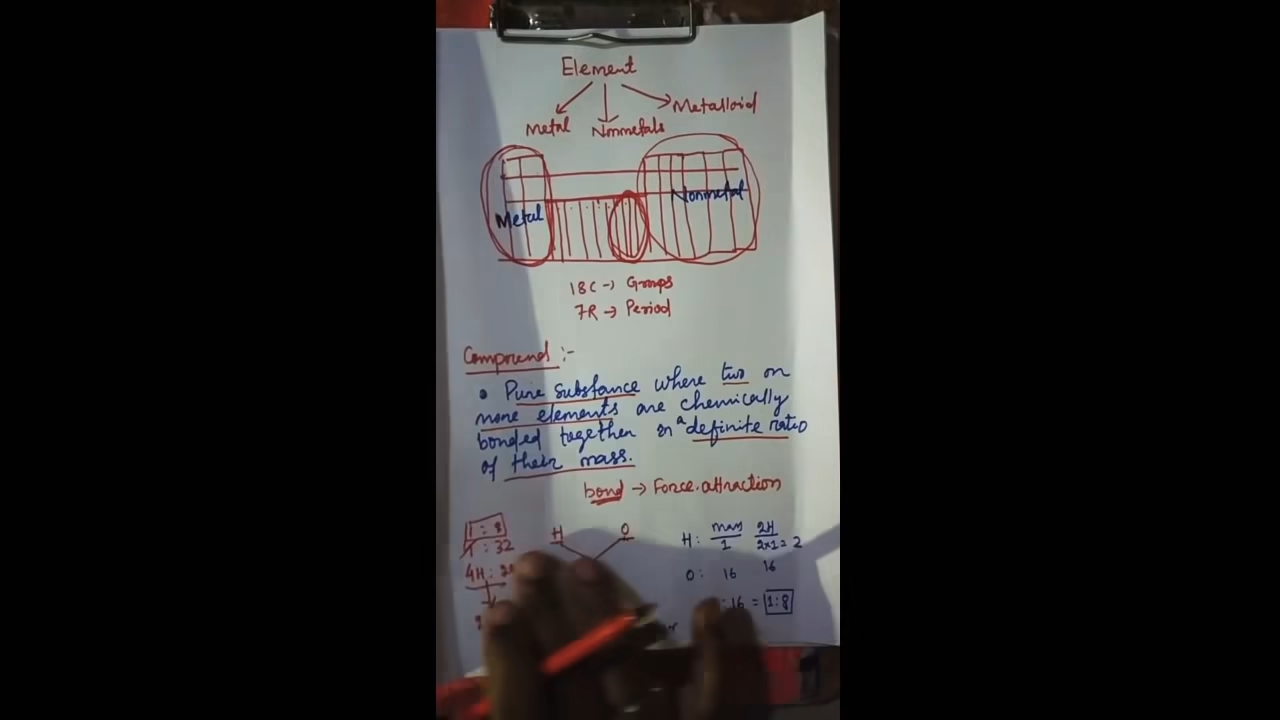 Element
Metal Nonmetals Metalloid
Metal Nonmetal
18C → Groups
7R → Period
Compound :-
• Pure substance where two or
more elements are chemically
bonded together in a definite ratio
of their mass.
bond → Force.attraction
1 : 8
: 32
4H :
H O
H : mass/1 2H/2x1 = 2
O : 16 16
: 16 = 1:8